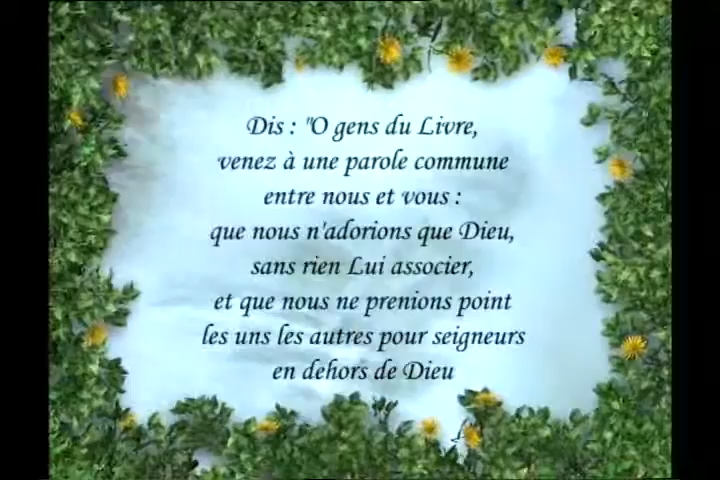 Dis : "O gens du Livre,
venez à une parole commune
entre nous et vous :
que nous n'adorions que Dieu,
sans rien Lui associer,
et que nous ne prenions point
les uns les autres pour seigneurs
en dehors de Dieu